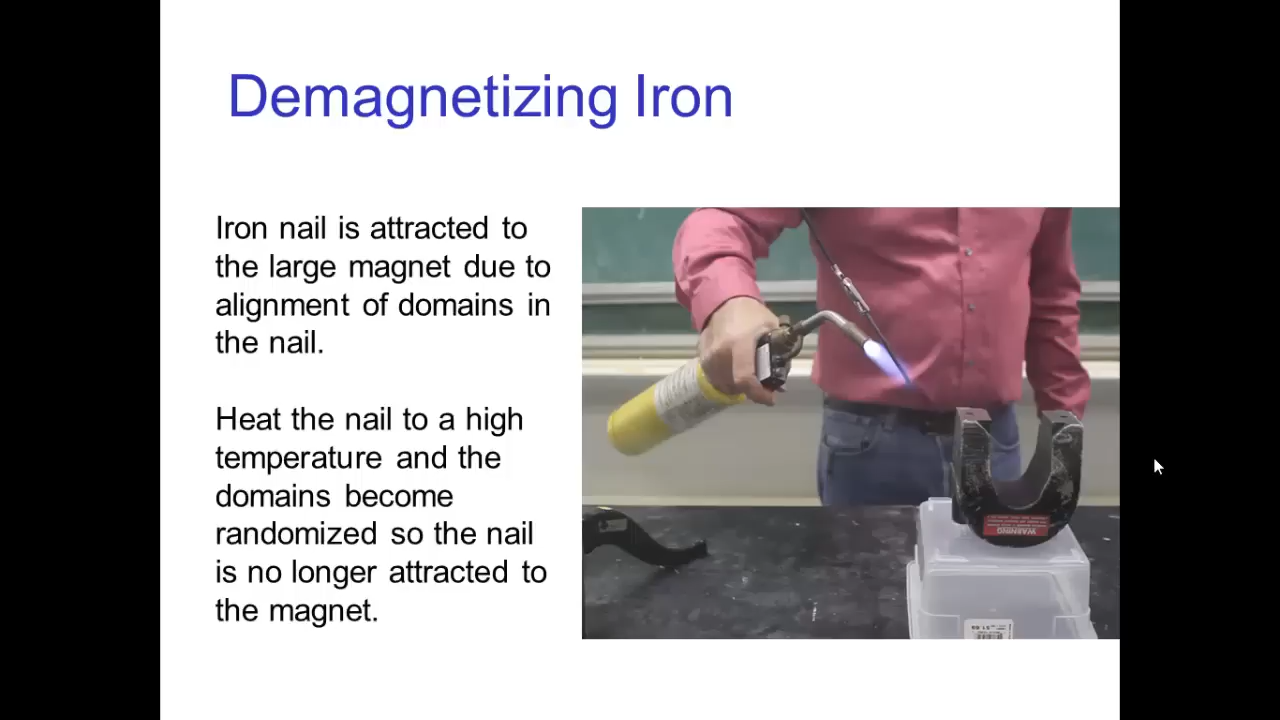 Demagnetizing Iron
Iron nail is attracted to
the large magnet due to
alignment of domains in
the nail.
Heat the nail to a high
temperature and the
domains become
randomized so the nail
is no longer attracted to
the magnet.
WARNING